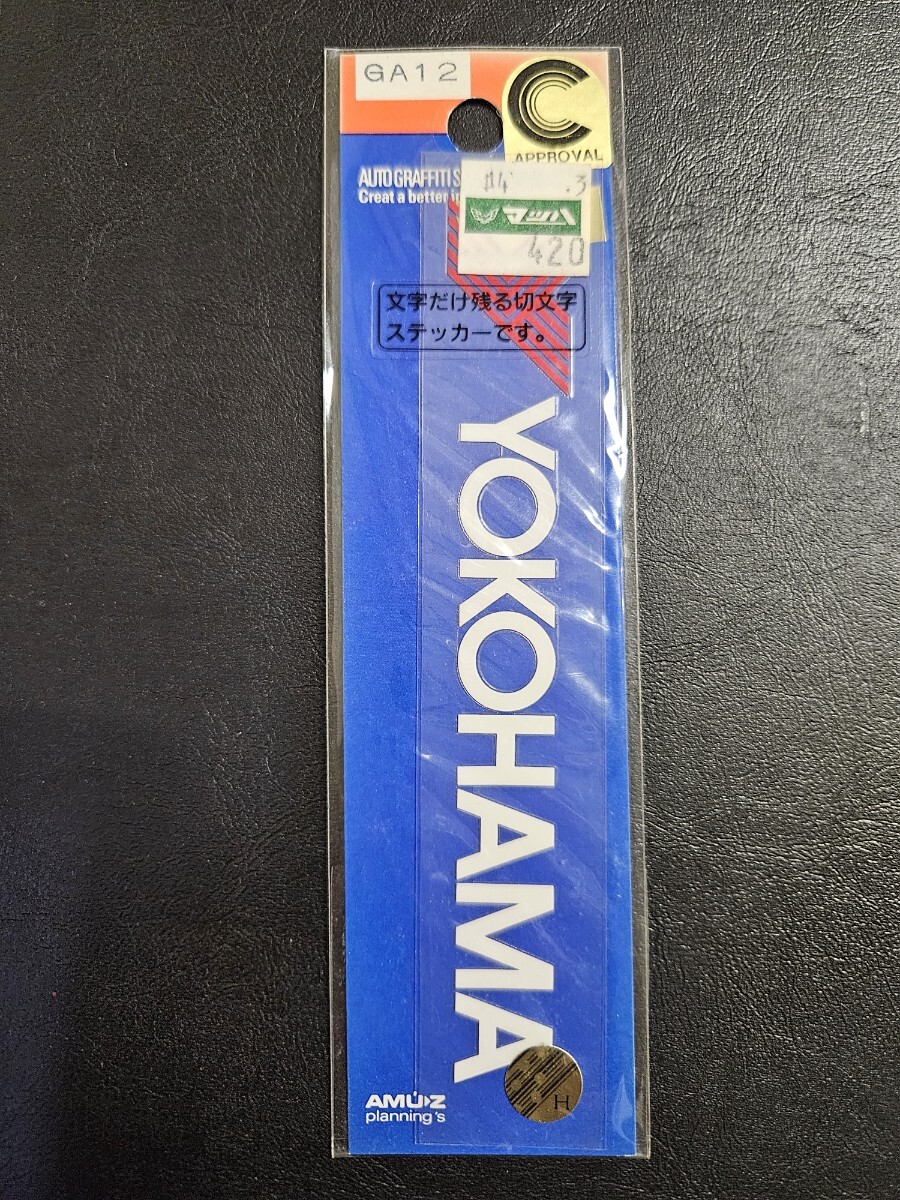 GA12
C
APPROVAL
AUTO GRAFFITI S
Creat a better
マッハ
420
文字だけ残る切文字
ステッカーです。
YOKOHAMA
H
AMUZ
planning's